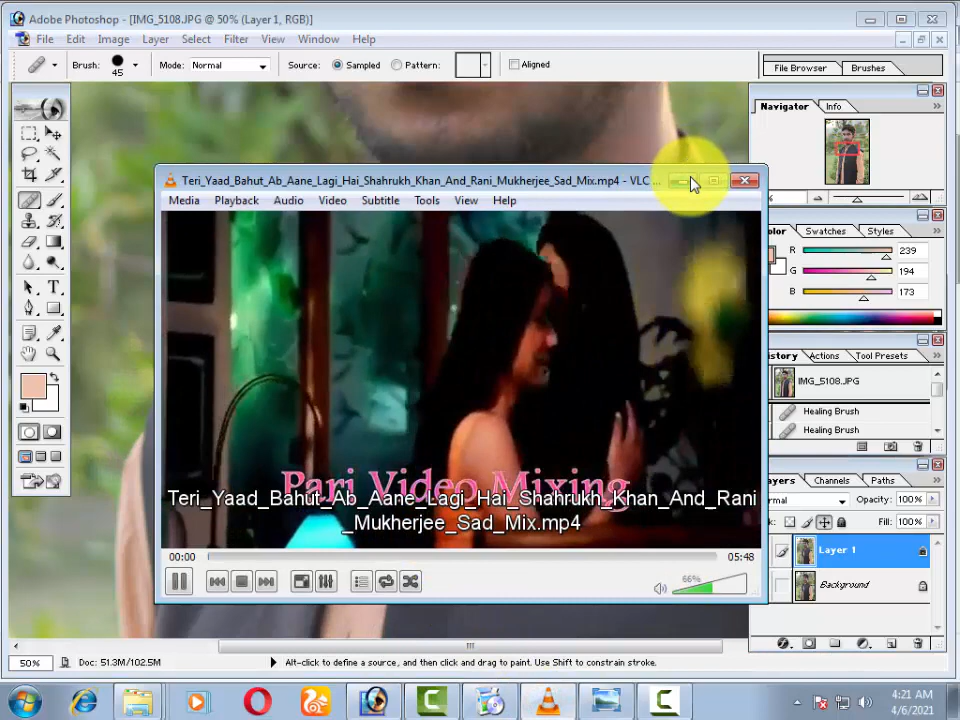 Adobe Photoshop - [IMG_5108.JPG @ 50% (Layer 1, RGB)]
File Edit Image Layer Select Filter View Window Help
Brush: 45 Mode: Normal Source: Sampled Pattern: Aligned File Browser Brushes
Navigator Info
Teri_Yaad_Bahut_Ab_Aane_Lagi_Hai_Shahrukh_Khan_And_Rani_Mukherjee_Sad_Mix.mp4 - VLC ...
Media Playback Audio Video Subtitle Tools View Help
%
olor Swatches Styles
R 239
G 194
B 173
istory Actions Tool Presets
IMG_5108.JPG
Healing Brush
Healing Brush
ayers Channels Paths
rmal Opacity: 100%
k: Fill: 100%
Layer 1
Background
Pari Video Mixing
Teri_Yaad_Bahut_Ab_Aane_Lagi_Hai_Shahrukh_Khan_And_Rani
_Mukherjee_Sad_Mix.mp4
00:00 05:48
66%
50% Doc: 51.3M/102.5M Alt-click to define a source, and then click and drag to paint. Use Shift to constrain stroke.
4:21 AM
4/6/2021